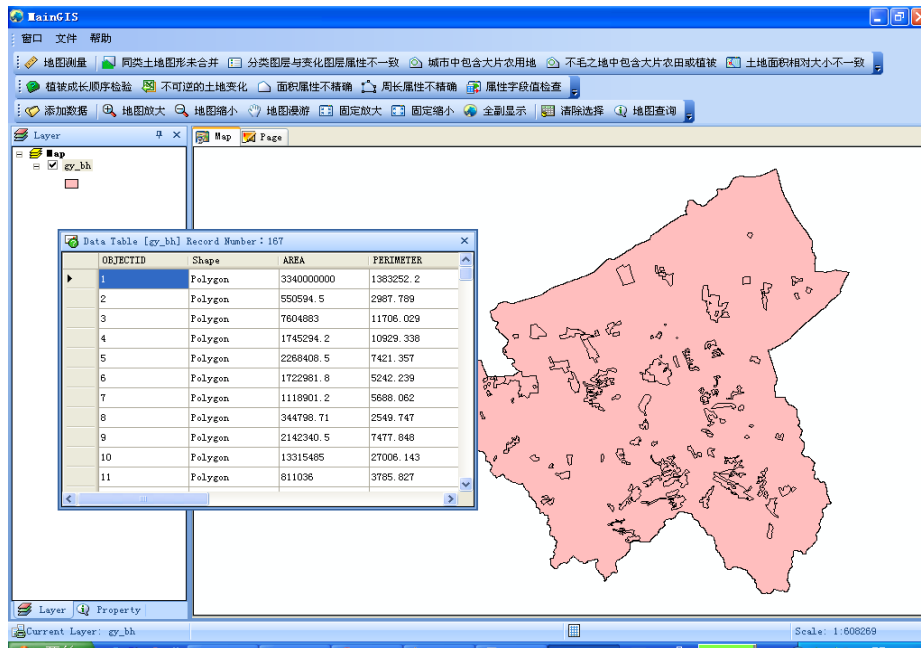 MainGIS
窗口 文件 帮助
地图测量 同类土地图形未合并 分类图层与变化图层属性不一致 城市中包含大片农用地 不毛之地中包含大片农田或植被 土地面积相对大小不一致
植被成长顺序检验 不可逆的土地变化 面积属性不精确 周长属性不精确 属性字段值检查
添加数据 地图放大 地图缩小 地图漫游 固定放大 固定缩小 全副显示 清除选择 地图查询
Layer
Map Page
Map
gy_bh
Data Table [gy_bh] Record Number：167
OBJECTID Shape AREA PERIMETER
1 Polygon 3340000000 1383252.2
2 Polygon 550594.5 2987.789
3 Polygon 7604883 11706.029
4 Polygon 1745294.2 10929.338
5 Polygon 2268408.5 7421.357
6 Polygon 1722981.8 5242.239
7 Polygon 1118901.2 5688.062
8 Polygon 344798.71 2549.747
9 Polygon 2142340.5 7477.848
10 Polygon 13315485 27006.143
11 Polygon 811036 3785.827
Layer Property
Current Layer: gy_bh
Scale: 1:608269